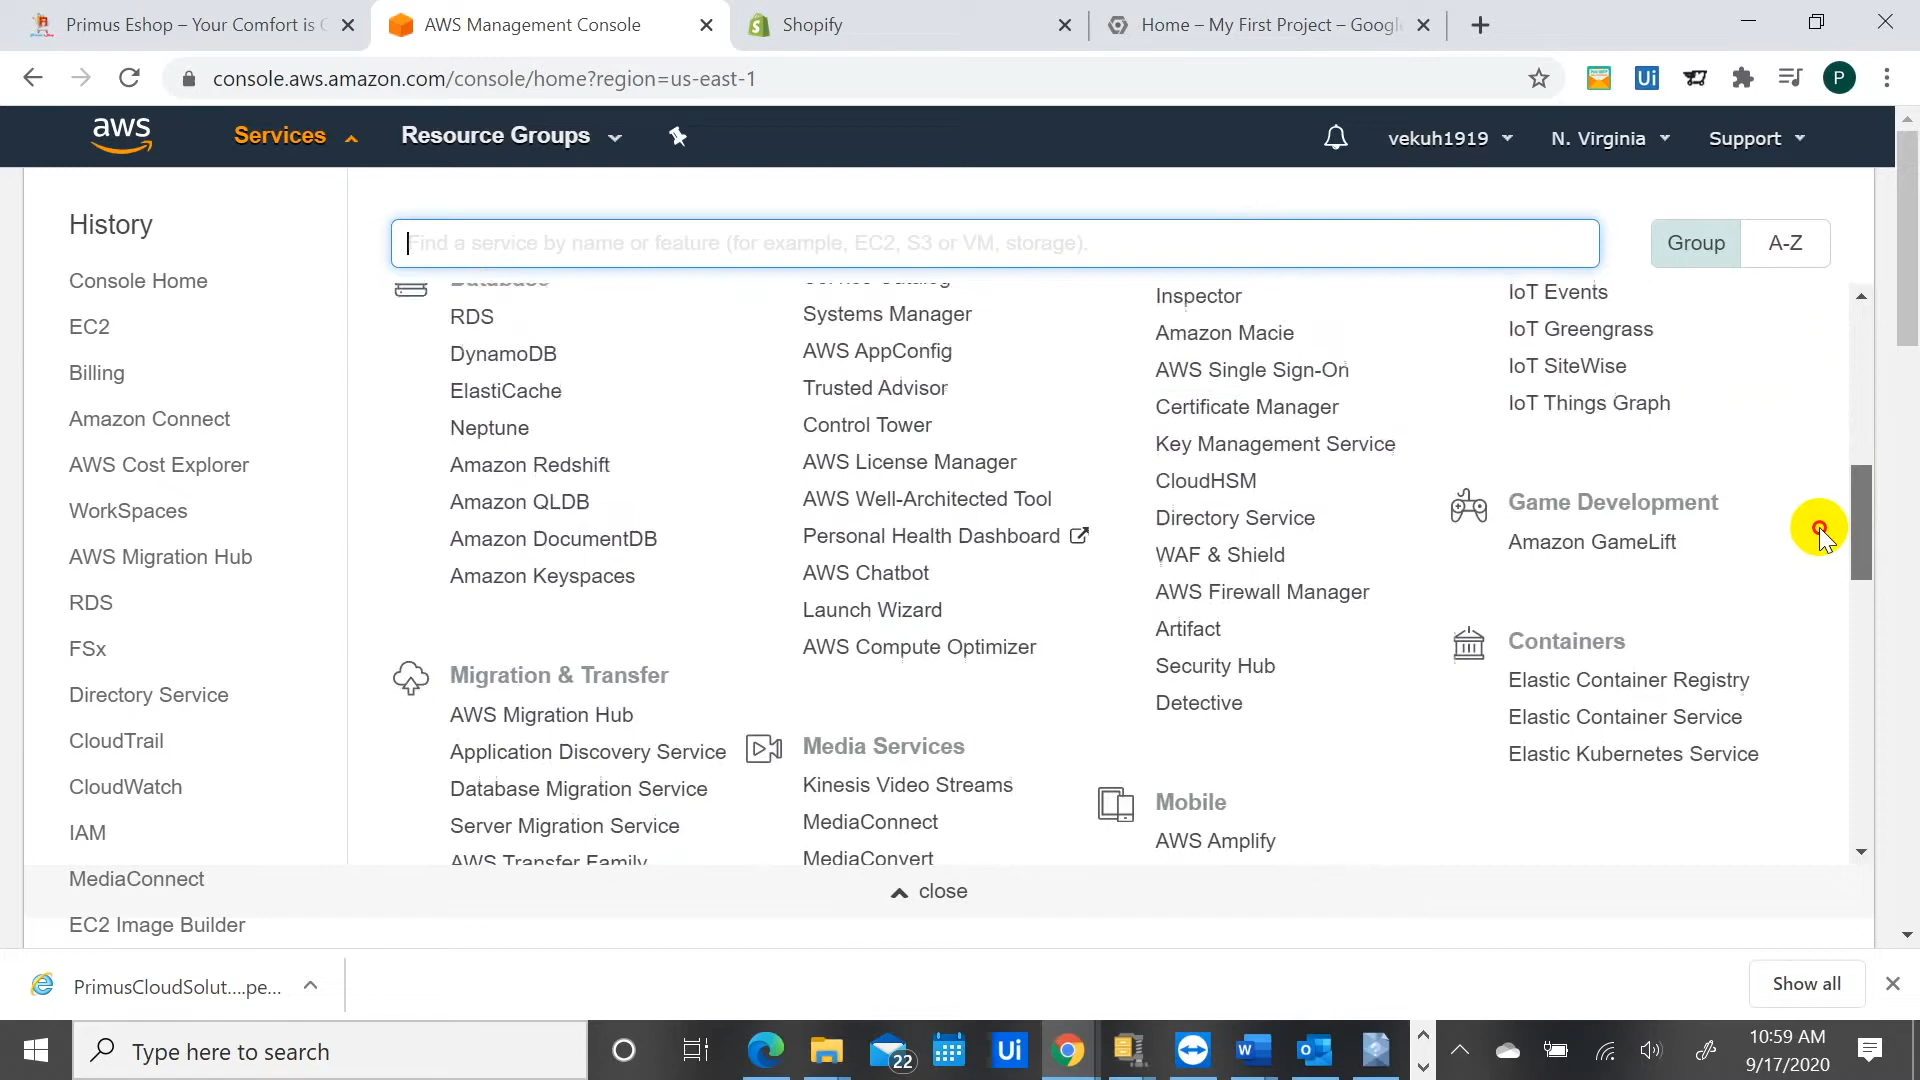 Primus Eshop – Your Comfort is
AWS Management Console
Shopify
Home – My First Project – Googl
console.aws.amazon.com/console/home?region=us-east-1
Ui
P
aws
Services
Resource Groups
vekuh1919
N. Virginia
Support
History
Console Home
EC2
Billing
Amazon Connect
AWS Cost Explorer
WorkSpaces
AWS Migration Hub
RDS
FSx
Directory Service
CloudTrail
CloudWatch
IAM
MediaConnect
EC2 Image Builder
Find a service by name or feature (for example, EC2, S3 or VM, storage).
Group
A-Z
Database
RDS
DynamoDB
ElastiCache
Neptune
Amazon Redshift
Amazon QLDB
Amazon DocumentDB
Amazon Keyspaces
Migration & Transfer
AWS Migration Hub
Application Discovery Service
Database Migration Service
Server Migration Service
AWS Transfer Family
Service Catalog
Systems Manager
AWS AppConfig
Trusted Advisor
Control Tower
AWS License Manager
AWS Well-Architected Tool
Personal Health Dashboard
AWS Chatbot
Launch Wizard
AWS Compute Optimizer
Media Services
Kinesis Video Streams
MediaConnect
MediaConvert
Inspector
Amazon Macie
AWS Single Sign-On
Certificate Manager
Key Management Service
CloudHSM
Directory Service
WAF & Shield
AWS Firewall Manager
Artifact
Security Hub
Detective
Mobile
AWS Amplify
IoT Events
IoT Greengrass
IoT SiteWise
IoT Things Graph
Game Development
Amazon GameLift
Containers
Elastic Container Registry
Elastic Container Service
Elastic Kubernetes Service
close
PrimusCloudSolut....pe...
Show all
Type here to search
22
Ui
W
10:59 AM
9/17/2020